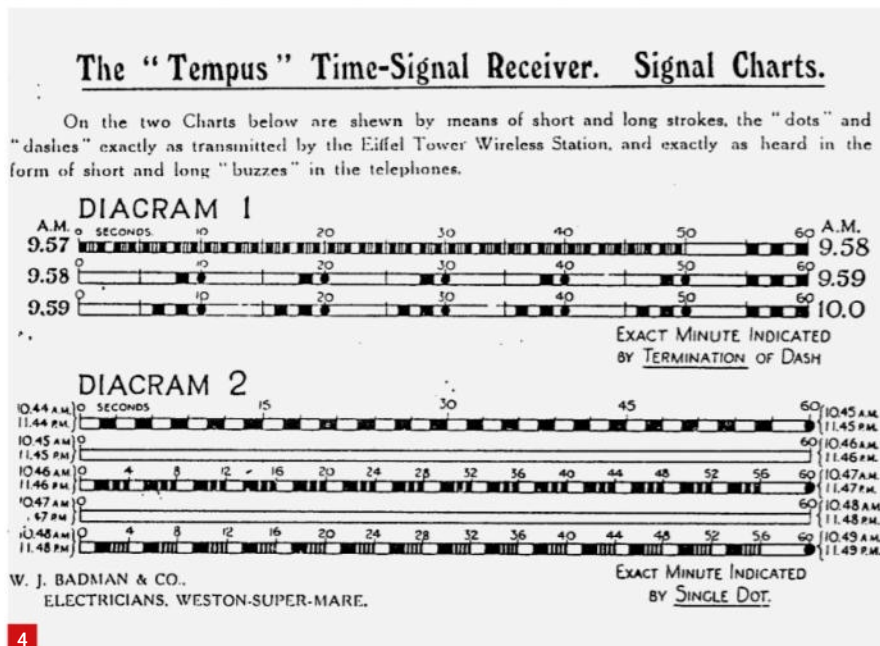 The "Tempus" Time-Signal Receiver. Signal Charts.
On the two Charts below are shewn by means of short and long strokes, the "dots" and
"dashes" exactly as transmitted by the Eiffel Tower Wireless Station, and exactly as heard in the
form of short and long "buzzes" in the telephones.
DIAGRAM 1
A.M. 0 SECONDS. 10 20 30 40 50 60 A.M.
9.57 9.58
0 10 20 30 40 50 60
9.58 9.59
0 10 20 30 40 50 60
9.59 10.0
EXACT MINUTE INDICATED
BY TERMINATION OF DASH
DIAGRAM 2
10.44 A.M. 0 SECONDS 15 30 45 60 10.45 A.M.
11.44 P.M. 11.45 P.M.
10.45 AM 0 60 10.46 A.M.
11.45 P.M. 11.46 P.M.
10.46 A.M. 0 4 8 12 16 20 24 28 32 36 40 44 48 52 56 60 10.47 A.M.
11.46 P.M. 11.47 P.M.
10.47 AM 0 60 10.48 AM
47 P.M 11.48 P.M.
10.48 AM 0 4 8 12 16 20 24 28 32 36 40 44 48 52 56 60 10.49 A.M.
11.48 P.M. 11.49 P.M.
W. J. BADMAN & CO.,
ELECTRICIANS, WESTON-SUPER-MARE.
EXACT MINUTE INDICATED
BY SINGLE DOT.
4